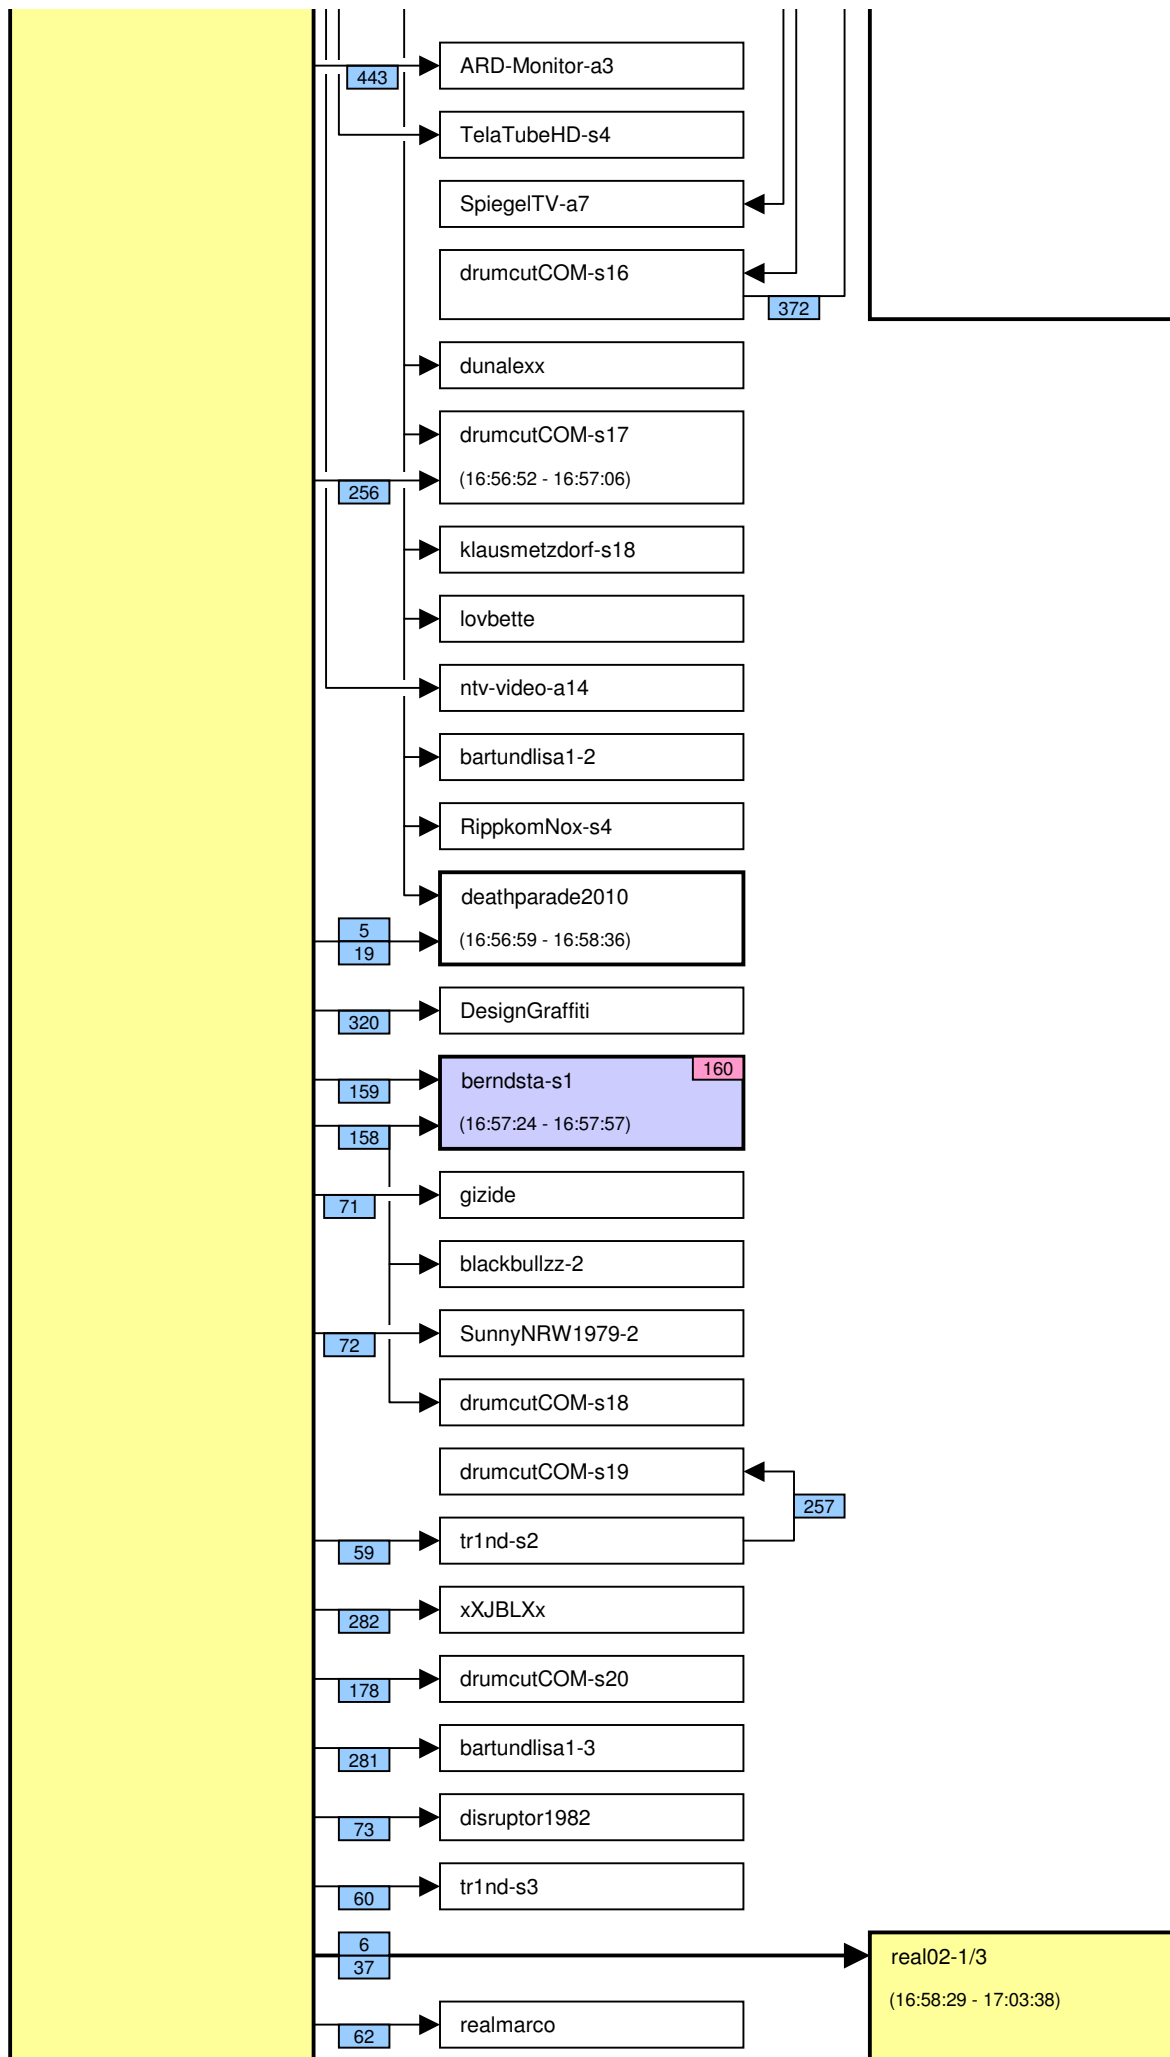 ARD-Monitor-a3
443
TelaTubeHD-s4
SpiegelTV-a7
drumcutCOM-s16
372
dunalexx
drumcutCOM-s17
(16:56:52 - 16:57:06)
256
klausmetzdorf-s18
lovbette
ntv-video-a14
bartundlisa1-2
RippkomNox-s4
deathparade2010
5
(16:56:59 - 16:58:36)
19
DesignGraffiti
320
160
berndsta-s1
159
(16:57:24 - 16:57:57)
158
gizide
71
blackbullzz-2
SunnyNRW1979-2
72
drumcutCOM-s18
drumcutCOM-s19
257
tr1nd-s2
59
xXJBLXx
282
drumcutCOM-s20
178
bartundlisa1-3
281
disruptor1982
73
tr1nd-s3
60
6
real02-1/3
37
(16:58:29 - 17:03:38)
realmarco
62